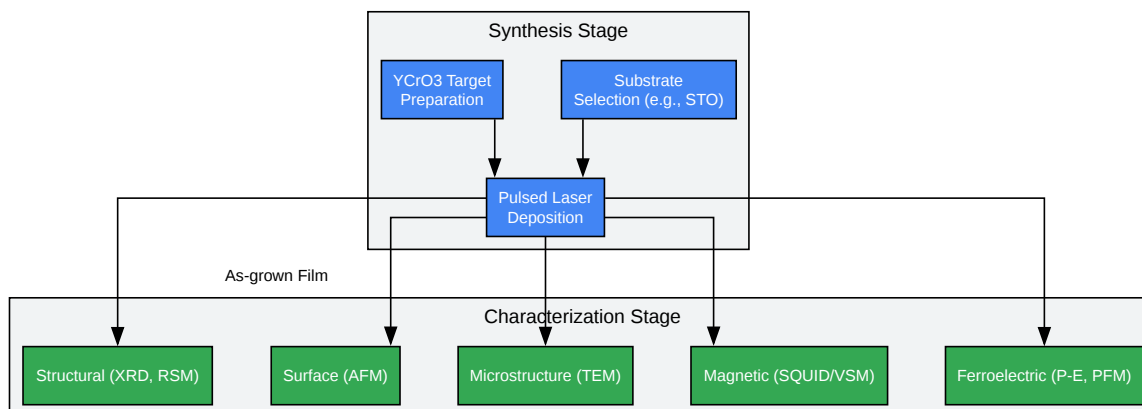 Synthesis Stage
YCrO3 Target
Preparation
Substrate
Selection (e.g., STO)
Pulsed Laser
Deposition
As-grown Film
Characterization Stage
Structural (XRD, RSM)
Surface (AFM)
Microstructure (TEM)
Magnetic (SQUID/VSM)
Ferroelectric (P-E, PFM)